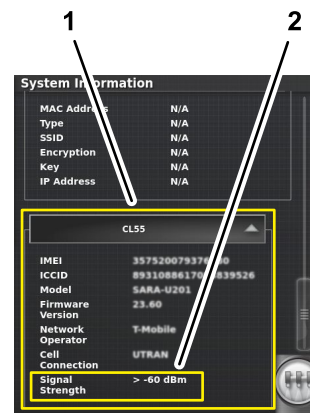 1
2
System Information
MAC Address N/A
Type N/A
SSID N/A
Encryption N/A
Key N/A
IP Address N/A
CL55
IMEI
ICCID
Model SARA-U201
Firmware 23.60
Version
Network T-Mobile
Operator
Cell UTRAN
Connection
Signal > -60 dBm
Strength